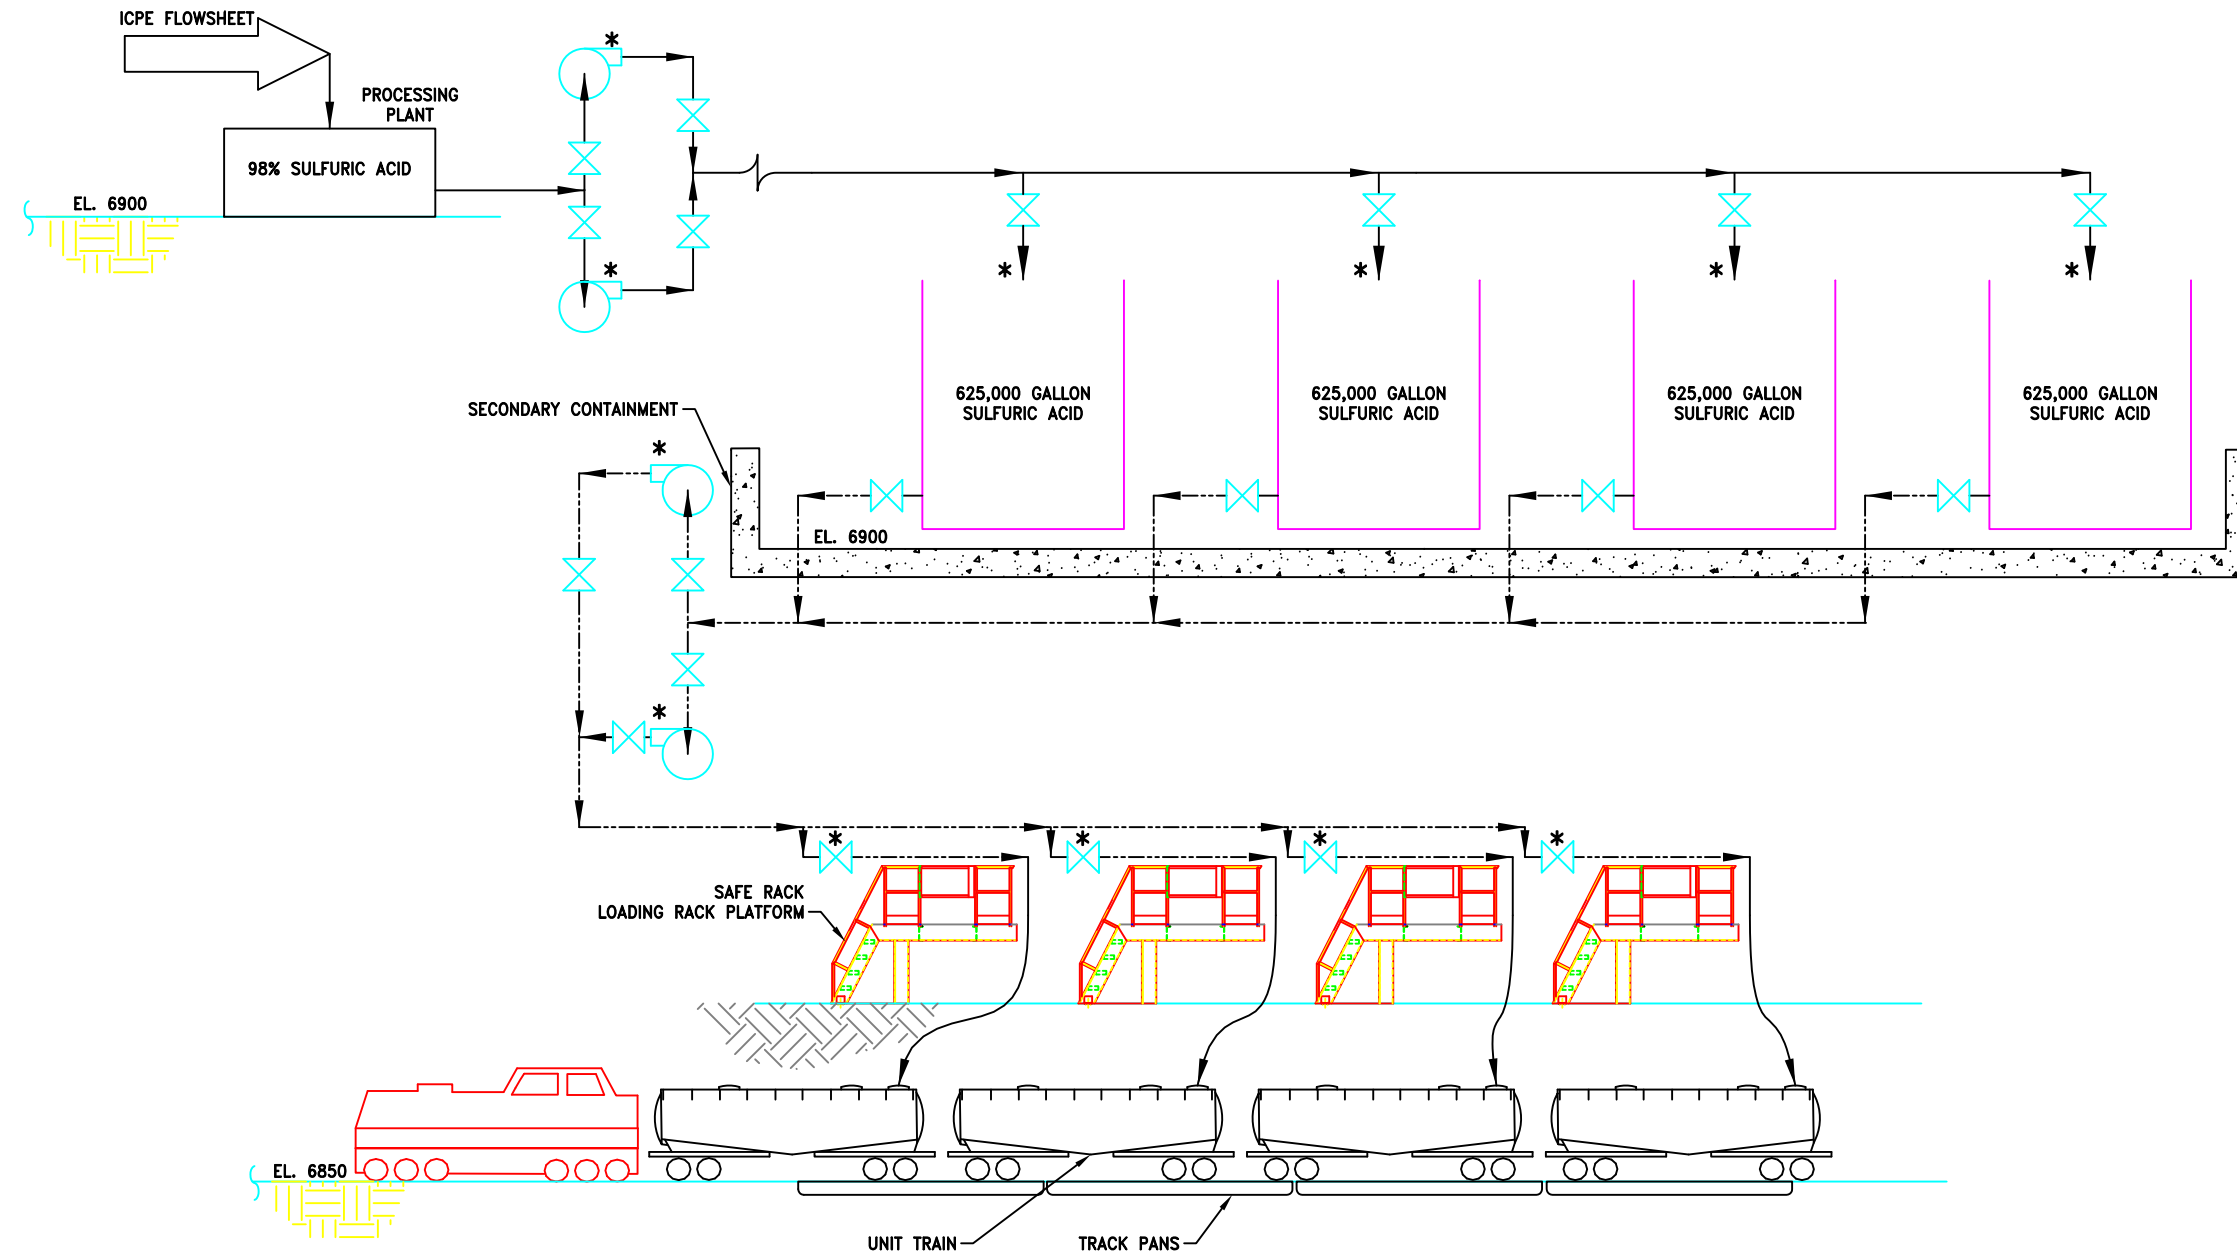 ICPE FLOWSHEET
PROCESSING
PLANT
98% SULFURIC ACID
EL. 6900
*
*
*
*
*
*
625,000 GALLON
SULFURIC ACID
625,000 GALLON
SULFURIC ACID
625,000 GALLON
SULFURIC ACID
625,000 GALLON
SULFURIC ACID
SECONDARY CONTAINMENT
*
EL. 6900
*
*
*
*
*
SAFE RACK
LOADING RACK PLATFORM
EL. 6850
UNIT TRAIN
TRACK PANS